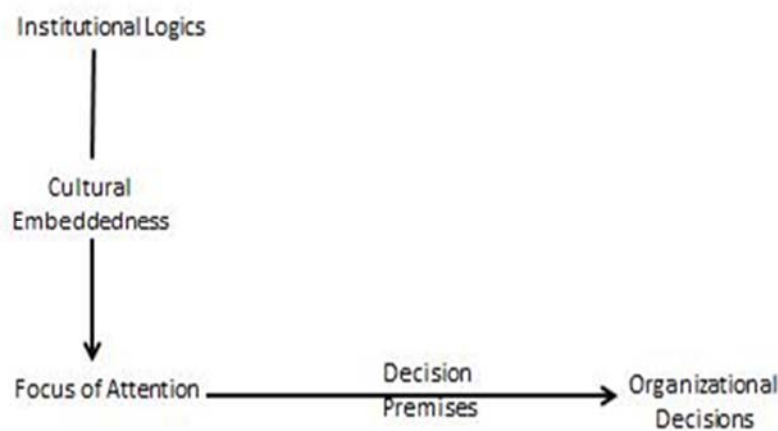 Institutional Logics
Cultural
Embeddedness
Focus of Attention
Decision
Premises
Organizational
Decisions